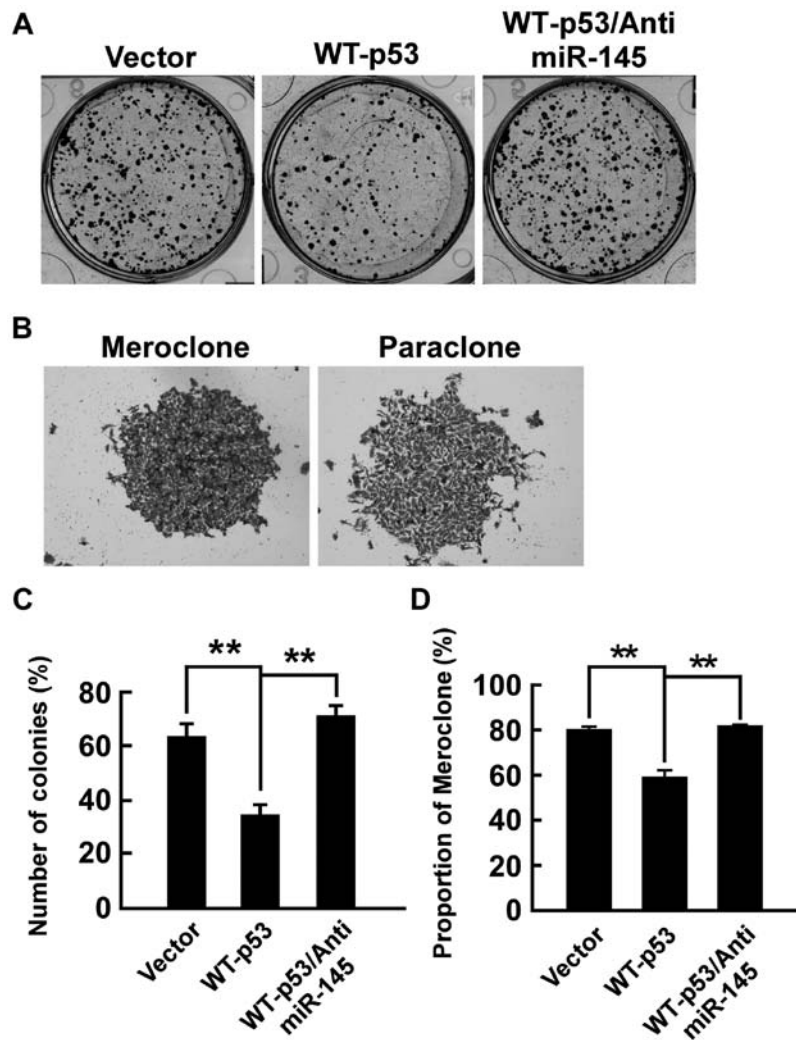 A
Vector
WT-p53
WT-p53/Anti
miR-145
B
Meroclone
Paraclone
C
Number of colonies (%)
80
60
40
20
0
**
**
Vector
WT-p53
WT-p53/Anti
miR-145
D
Proportion of Meroclone (%)
100
80
60
40
20
0
**
**
Vector
WT-p53
WT-p53/Anti
miR-145